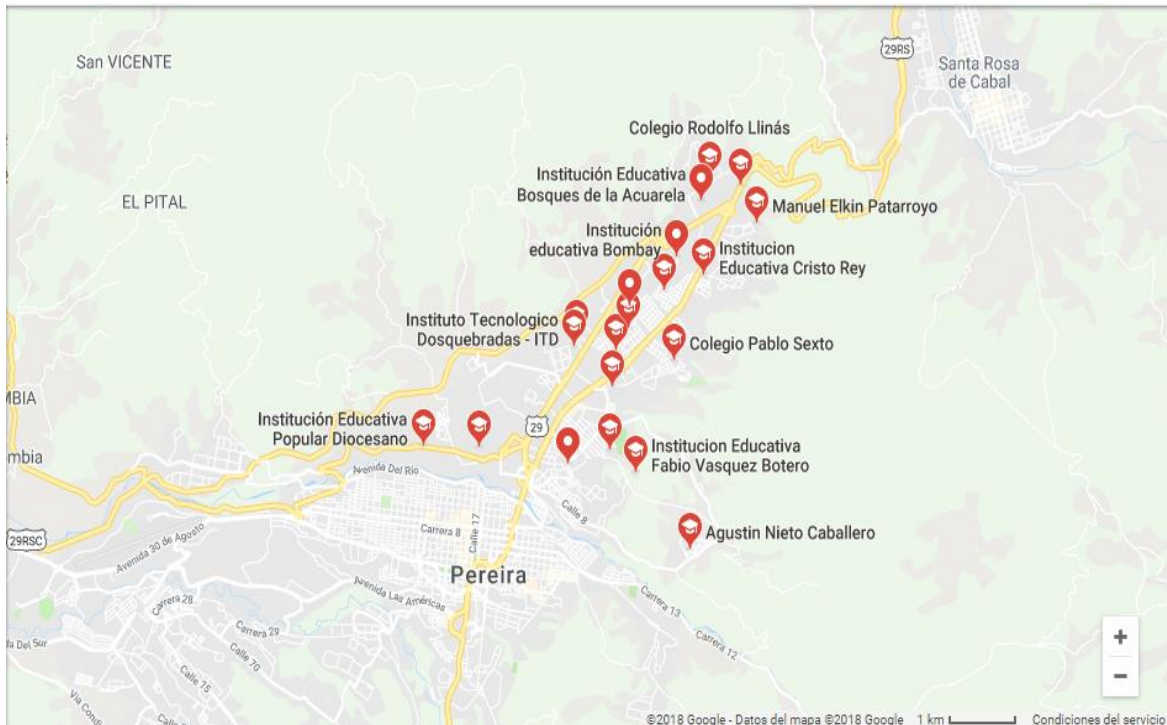 San VICENTE
29RS
Santa Rosa
de Cabal
Colegio Rodolfo Llinás
Institución Educativa
Bosques de la Acuarela
EL PITAL
Manuel Elkin Patarroyo
Institución
educativa Bombay
Institucion
Educativa Cristo Rey
Instituto Tecnologico
Dosquebradas - ITD
Colegio Pablo Sexto
MBIA
Institución Educativa
Popular Diocesano
29
ombia
Institucion Educativa
Fabio Vasquez Botero
Avenida Del Río
Calle 8
Carrera 8
Calle 17
29RSC
Avenida 30 de Agosto
Agustin Nieto Caballero
Pereira
Avenida Las Américas
Carrera 28
Carrera 29
Carrera 13
Carrera 12
da Del Sur
Calle 70
Calle 75
Via Condi
+
−
©2018 Google - Datos del mapa ©2018 Google 1 km Condiciones del servicio